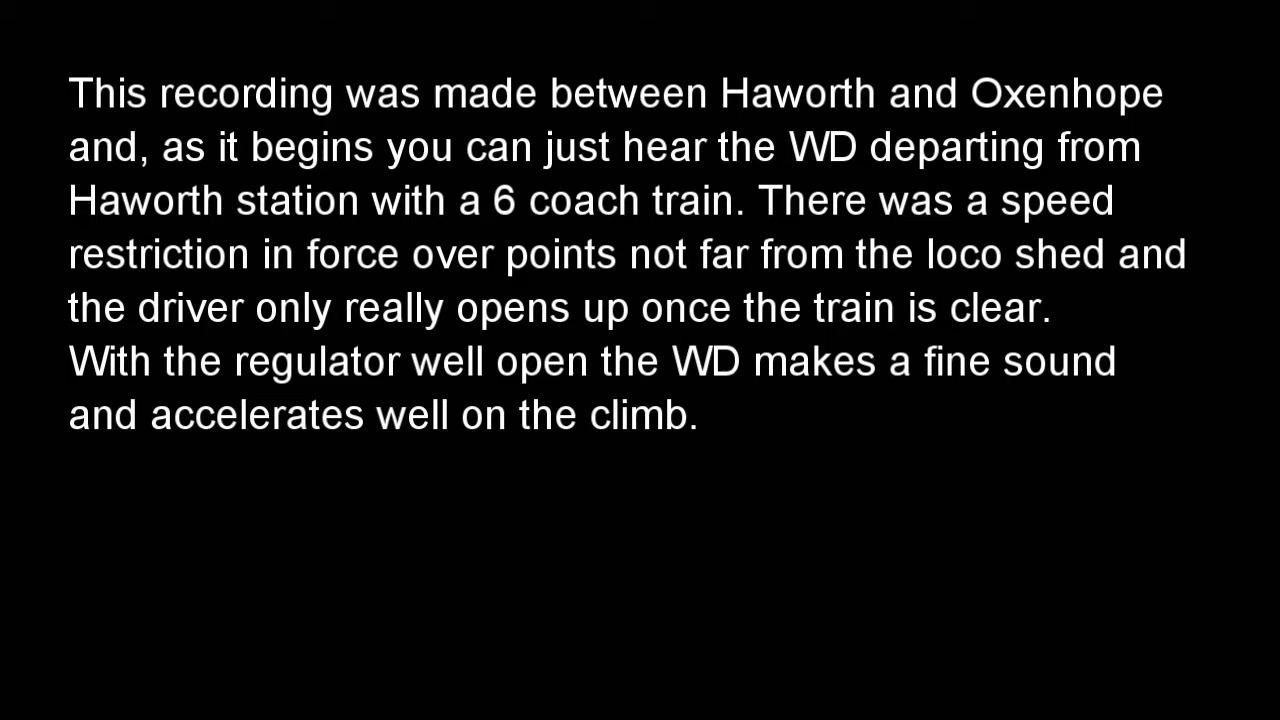 This recording was made between Haworth and Oxenhope
and, as it begins you can just hear the WD departing from
Haworth station with a 6 coach train. There was a speed
restriction in force over points not far from the loco shed and
the driver only really opens up once the train is clear.
With the regulator well open the WD makes a fine sound
and accelerates well on the climb.